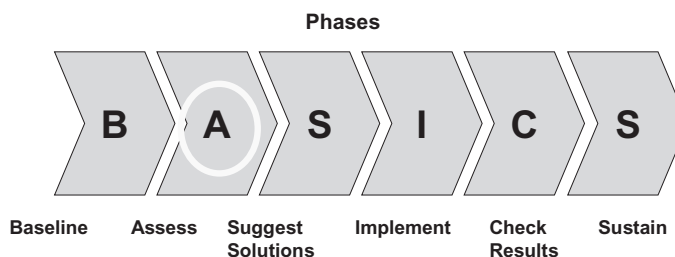 Phases
B A S I C S
Baseline Assess Suggest Solutions Implement Check Results Sustain